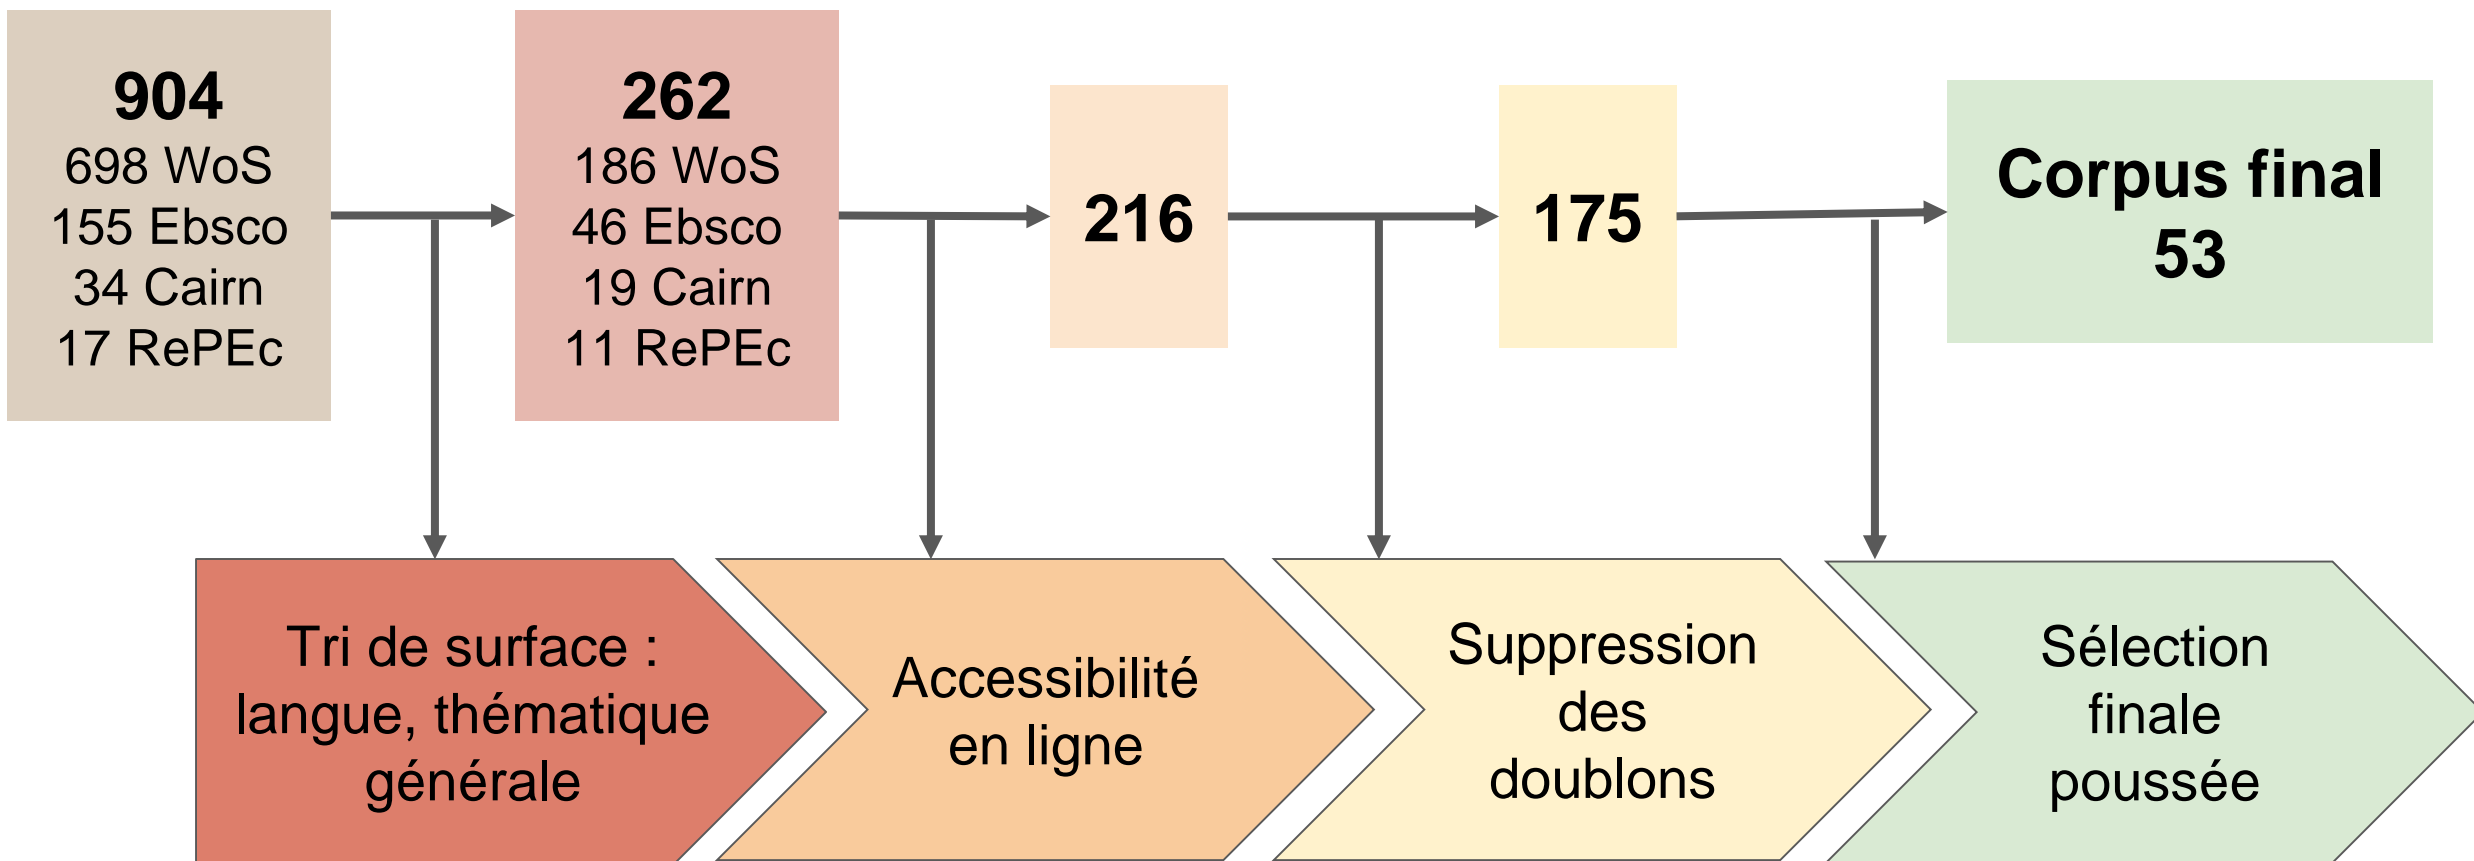 904
698 WoS
155 Ebsco
34 Cairn
17 RePEc
262
186 WoS
46 Ebsco
19 Cairn
11 RePEc
216
175
Corpus final
53
Tri de surface :
langue, thématique
générale
Accessibilité
en ligne
Suppression
des
doublons
Sélection
finale
poussée